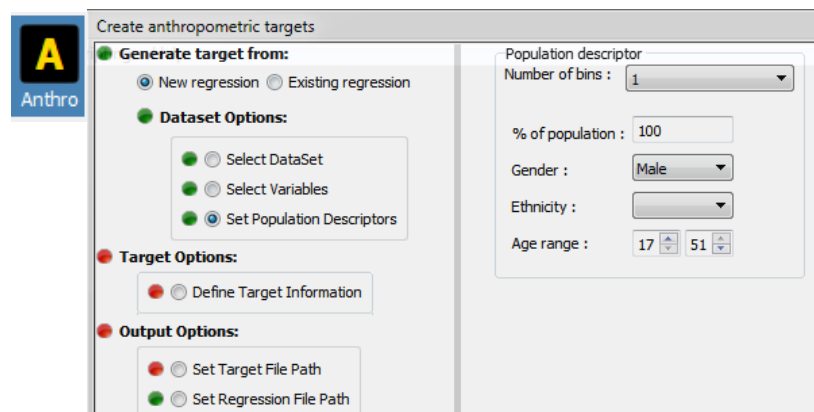 A
Anthro
Create anthropometric targets
Generate target from:
New regression Existing regression
Dataset Options:
Select DataSet
Select Variables
Set Population Descriptors
Target Options:
Define Target Information
Output Options:
Set Target File Path
Set Regression File Path
Population descriptor
Number of bins : 1
% of population : 100
Gender : Male
Ethnicity :
Age range : 17 51